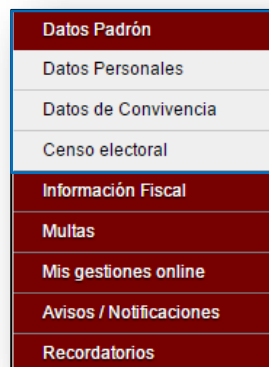 Datos Padrón
Datos Personales
Datos de Convivencia
Censo electoral
Información Fiscal
Multas
Mis gestiones online
Avisos / Notificaciones
Recordatorios